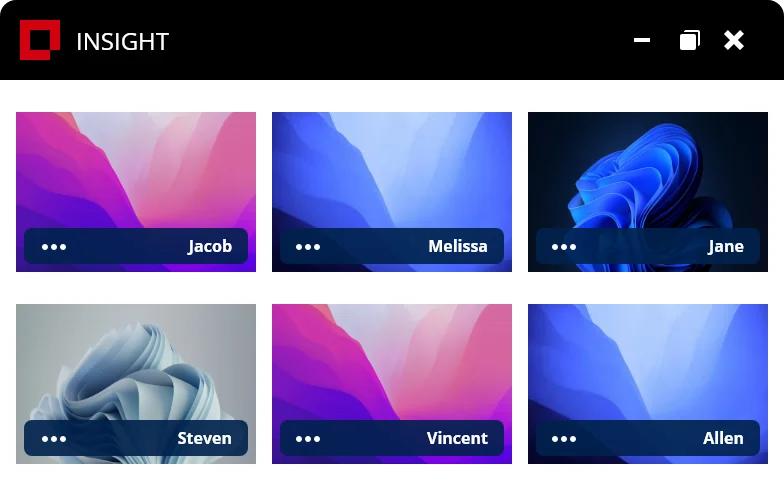 INSIGHT
Jacob
Melissa
Jane
Steven
Vincent
Allen